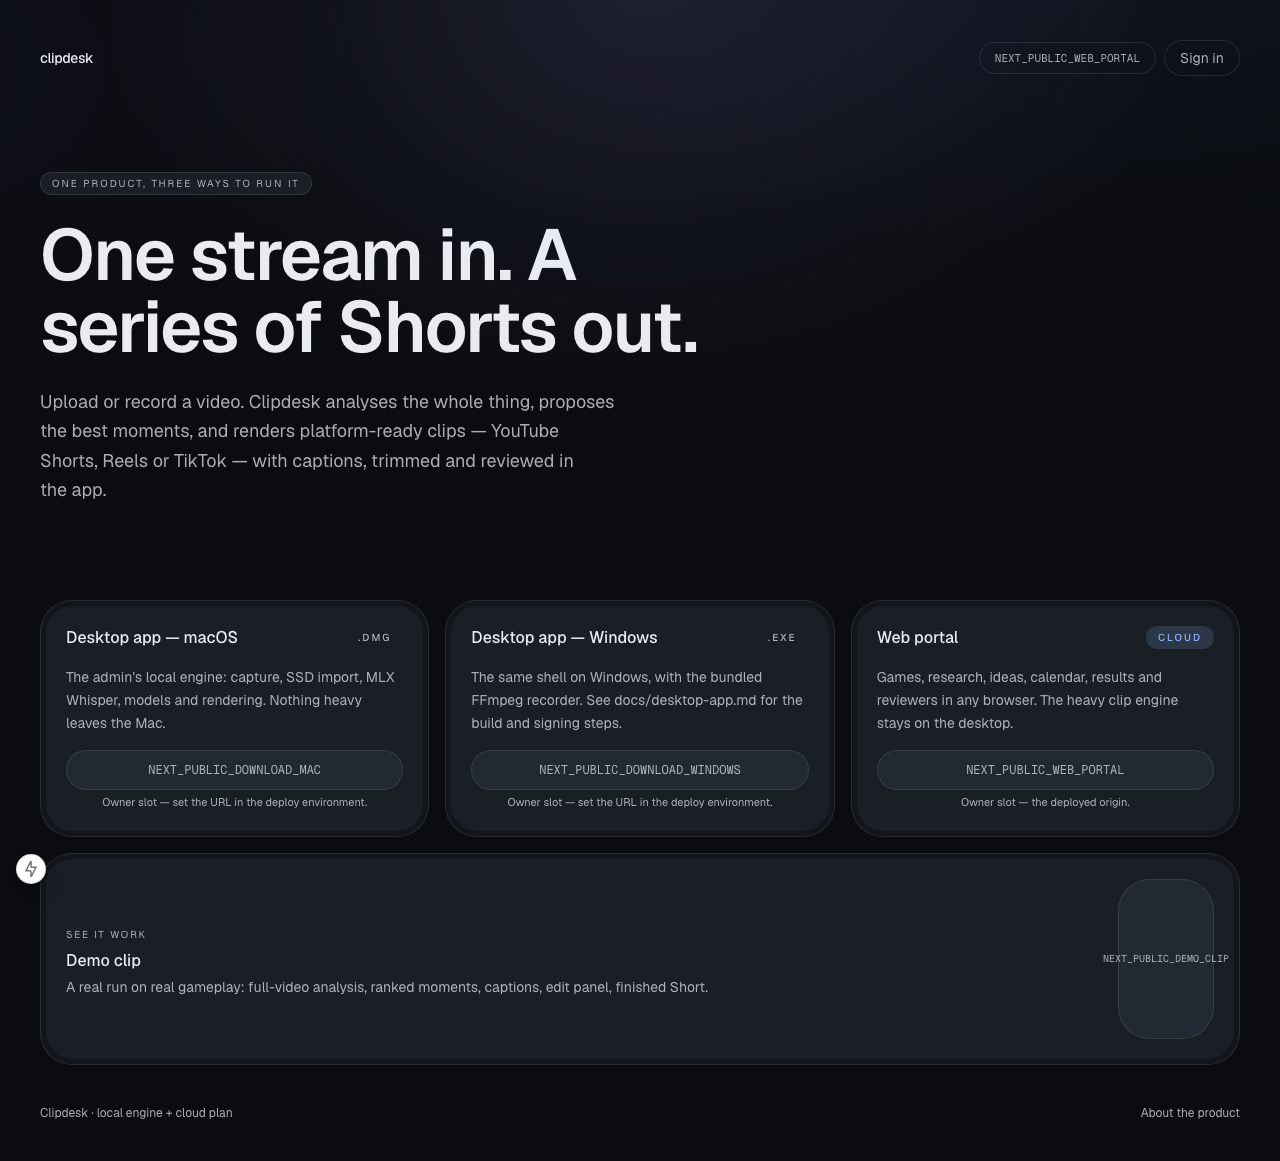 clipdesk
NEXT_PUBLIC_WEB_PORTAL
Sign in
ONE PRODUCT, THREE WAYS TO RUN IT
One stream in. A
series of Shorts out.
Upload or record a video. Clipdesk analyses the whole thing, proposes
the best moments, and renders platform-ready clips — YouTube
Shorts, Reels or TikTok — with captions, trimmed and reviewed in
the app.
Desktop app — macOS
.DMG
The admin's local engine: capture, SSD import, MLX
Whisper, models and rendering. Nothing heavy
leaves the Mac.
NEXT_PUBLIC_DOWNLOAD_MAC
Owner slot — set the URL in the deploy environment.
Desktop app — Windows
.EXE
The same shell on Windows, with the bundled
FFmpeg recorder. See docs/desktop-app.md for the
build and signing steps.
NEXT_PUBLIC_DOWNLOAD_WINDOWS
Owner slot — set the URL in the deploy environment.
Web portal
CLOUD
Games, research, ideas, calendar, results and
reviewers in any browser. The heavy clip engine
stays on the desktop.
NEXT_PUBLIC_WEB_PORTAL
Owner slot — the deployed origin.
SEE IT WORK
Demo clip
A real run on real gameplay: full-video analysis, ranked moments, captions, edit panel, finished Short.
NEXT_PUBLIC_DEMO_CLIP
Clipdesk · local engine + cloud plan
About the product